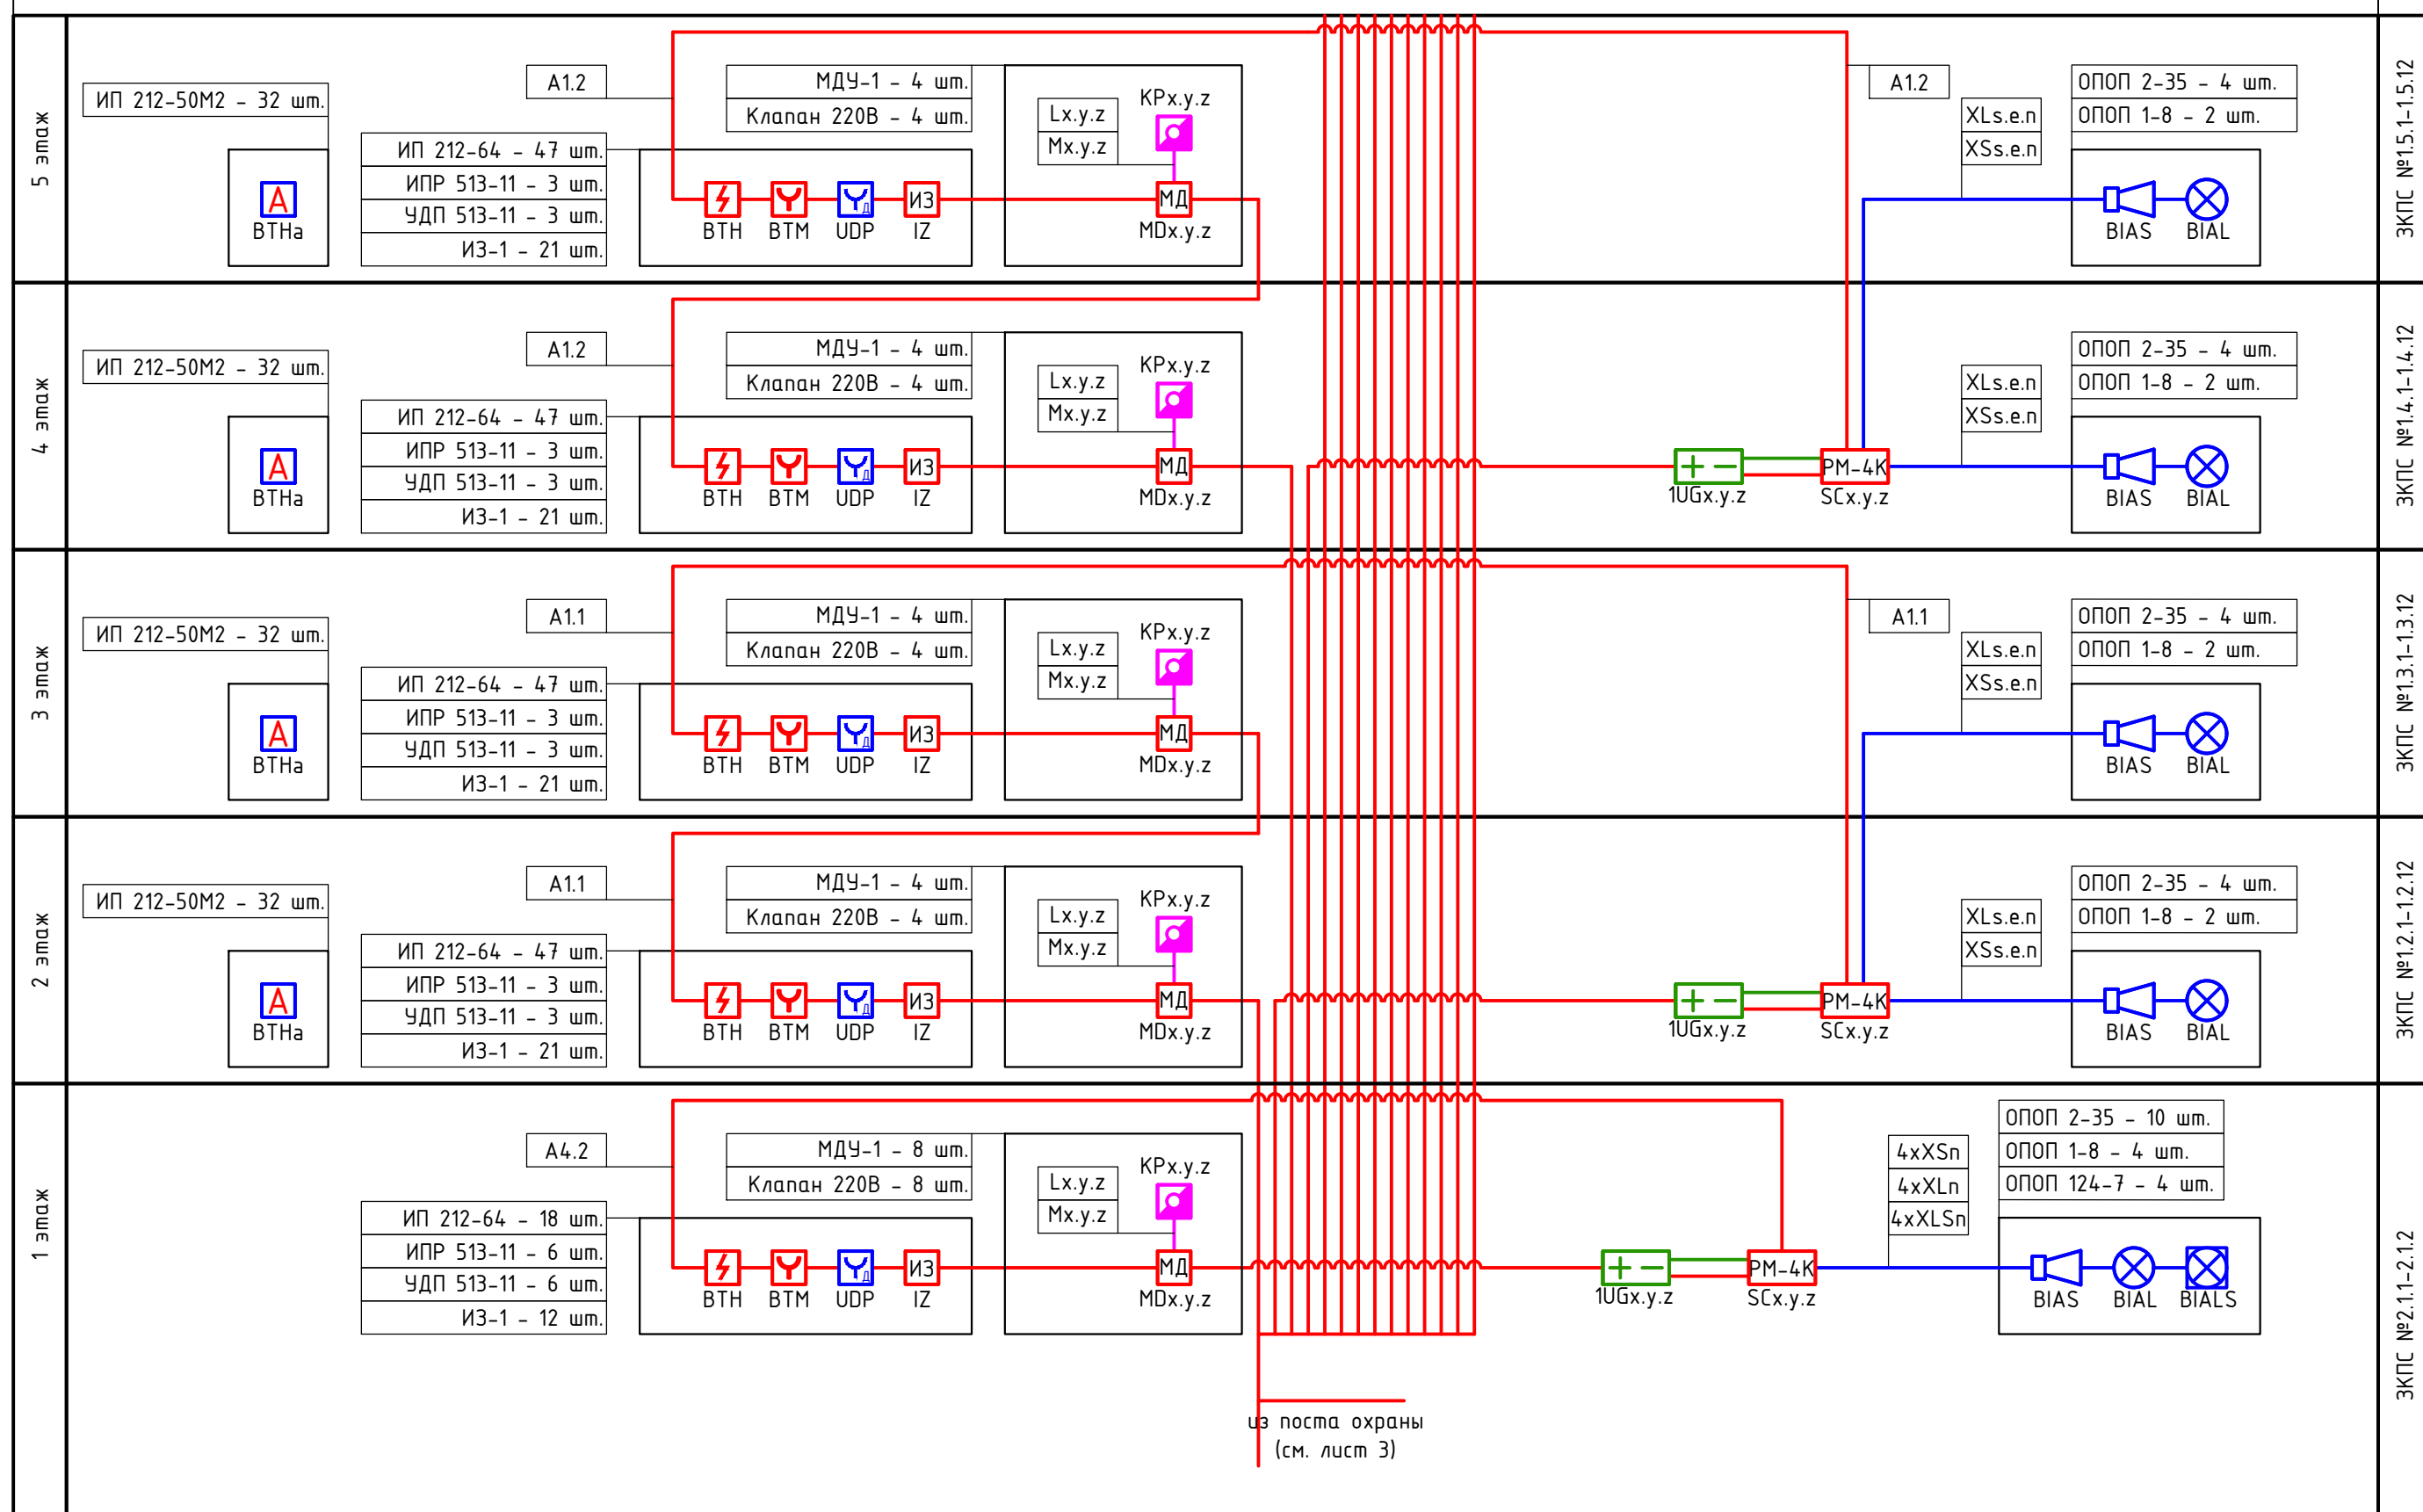 5 этаж
ИП 212-50М2 - 32 шт.
ВТНа
А1.2
ИП 212-64 - 47 шт.
ИПР 513-11 - 3 шт.
УДП 513-11 - 3 шт.
ИЗ-1 - 21 шт.
МДУ-1 - 4 шт.
Клапан 220В - 4 шт.
ВТН ВТМ UDP IZ
ИЗ
Lx.y.z
Mx.y.z
KPx.y.z
МД
MDx.y.z
А1.2
XLs.e.n
XSs.e.n
ОПОП 2-35 - 4 шт.
ОПОП 1-8 - 2 шт.
BIAS BIAL
ЗКПС №1.5.1-1.5.12
4 этаж
ИП 212-50М2 - 32 шт.
ВТНа
А1.2
ИП 212-64 - 47 шт.
ИПР 513-11 - 3 шт.
УДП 513-11 - 3 шт.
ИЗ-1 - 21 шт.
МДУ-1 - 4 шт.
Клапан 220В - 4 шт.
ВТН ВТМ UDP IZ
ИЗ
Lx.y.z
Mx.y.z
KPx.y.z
МД
MDx.y.z
1UGx.y.z
РМ-4К
SCx.y.z
XLs.e.n
XSs.e.n
ОПОП 2-35 - 4 шт.
ОПОП 1-8 - 2 шт.
BIAS BIAL
ЗКПС №1.4.1-1.4.12
3 этаж
ИП 212-50М2 - 32 шт.
ВТНа
А1.1
ИП 212-64 - 47 шт.
ИПР 513-11 - 3 шт.
УДП 513-11 - 3 шт.
ИЗ-1 - 21 шт.
МДУ-1 - 4 шт.
Клапан 220В - 4 шт.
ВТН ВТМ UDP IZ
ИЗ
Lx.y.z
Mx.y.z
KPx.y.z
МД
MDx.y.z
А1.1
XLs.e.n
XSs.e.n
ОПОП 2-35 - 4 шт.
ОПОП 1-8 - 2 шт.
BIAS BIAL
ЗКПС №1.3.1-1.3.12
2 этаж
ИП 212-50М2 - 32 шт.
ВТНа
А1.1
ИП 212-64 - 47 шт.
ИПР 513-11 - 3 шт.
УДП 513-11 - 3 шт.
ИЗ-1 - 21 шт.
МДУ-1 - 4 шт.
Клапан 220В - 4 шт.
ВТН ВТМ UDP IZ
ИЗ
Lx.y.z
Mx.y.z
KPx.y.z
МД
MDx.y.z
1UGx.y.z
РМ-4К
SCx.y.z
XLs.e.n
XSs.e.n
ОПОП 2-35 - 4 шт.
ОПОП 1-8 - 2 шт.
BIAS BIAL
ЗКПС №1.2.1-1.2.12
1 этаж
А4.2
ИП 212-64 - 18 шт.
ИПР 513-11 - 6 шт.
УДП 513-11 - 6 шт.
ИЗ-1 - 12 шт.
МДУ-1 - 8 шт.
Клапан 220В - 8 шт.
ВТН ВТМ UDP IZ
ИЗ
Lx.y.z
Mx.y.z
KPx.y.z
МД
MDx.y.z
1UGx.y.z
РМ-4К
SCx.y.z
4xXSn
4xXLn
4xXLSn
ОПОП 2-35 - 10 шт.
ОПОП 1-8 - 4 шт.
ОПОП 124-7 - 4 шт.
BIAS BIAL BIALS
ЗКПС №2.1.1-2.1.2
из поста охраны
(см. лист 3)